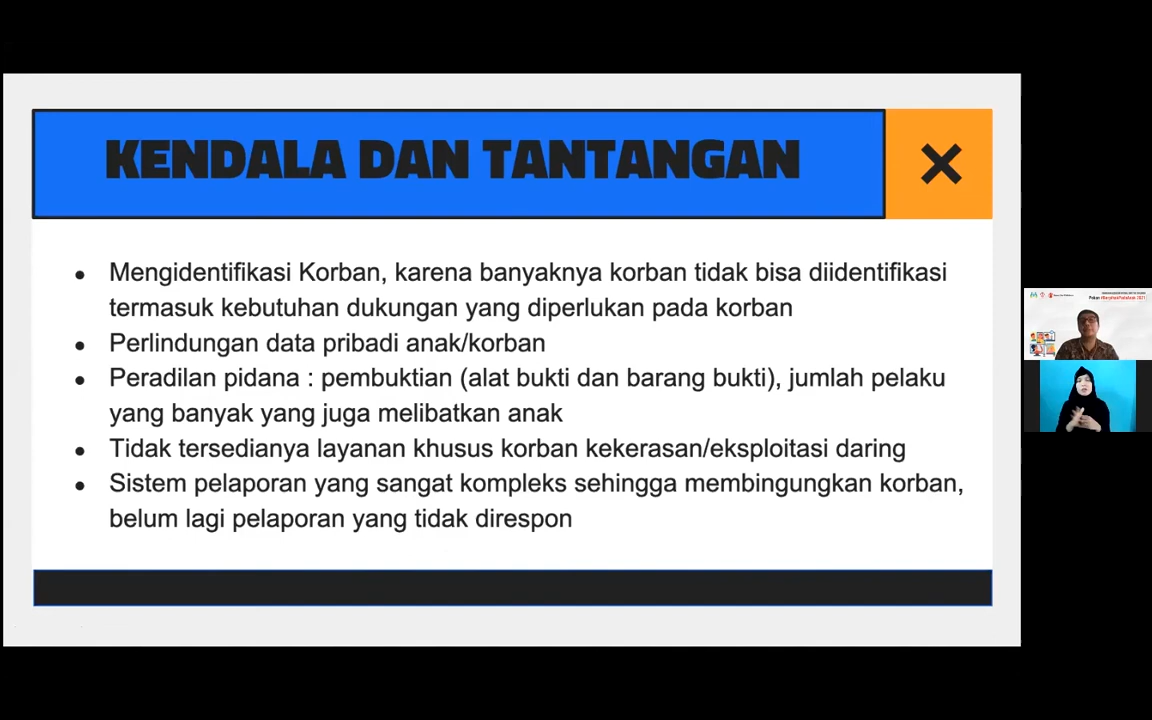 KENDALA DAN TANTANGAN
Mengidentifikasi Korban, karena banyaknya korban tidak bisa diidentifikasi
termasuk kebutuhan dukungan yang diperlukan pada korban
Perlindungan data pribadi anak/korban
Peradilan pidana : pembuktian (alat bukti dan barang bukti), jumlah pelaku
yang banyak yang juga melibatkan anak
Tidak tersedianya layanan khusus korban kekerasan/eksploitasi daring
Sistem pelaporan yang sangat kompleks sehingga membingungkan korban,
belum lagi pelaporan yang tidak direspon